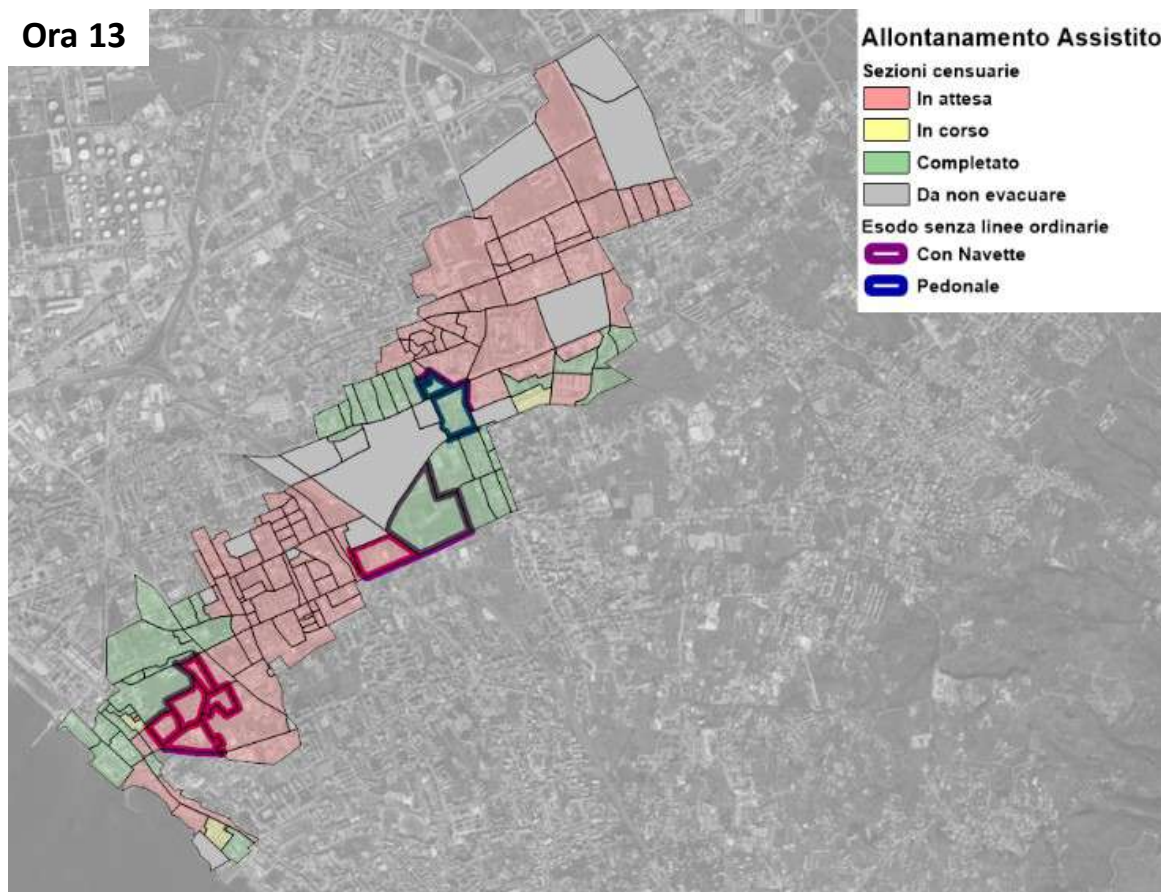 Ora 13
Allontanamento Assistito
Sezioni censuarie
In attesa
In corso
Completato
Da non evacuare
Esodo senza linee ordinarie
Con Navette
Pedonale